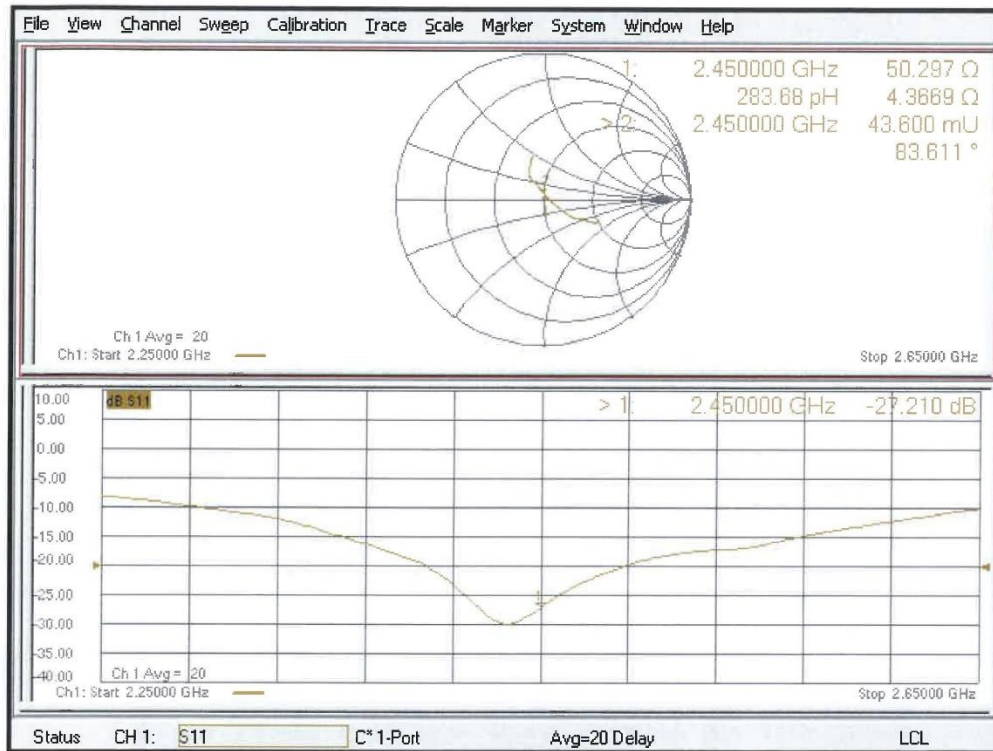 File View Channel Sweep Calibration Trace Scale Marker System Window Help
1: 2.450000 GHz 50.297 Ω
283.68 pH 4.3669 Ω
> 2: 2.450000 GHz 43.600 mU
83.611 °
Ch 1 Avg = 20
Ch1: Start 2.25000 GHz
Stop 2.65000 GHz
10.00
dB S11
> 1: 2.450000 GHz -27.210 dB
5.00
0.00
-5.00
-10.00
-15.00
-20.00
-25.00
1
-30.00
-35.00
-40.00
Ch 1 Avg = 20
Ch1: Start 2.25000 GHz
Stop 2.65000 GHz
Status CH 1: S11 C* 1-Port Avg=20 Delay LCL